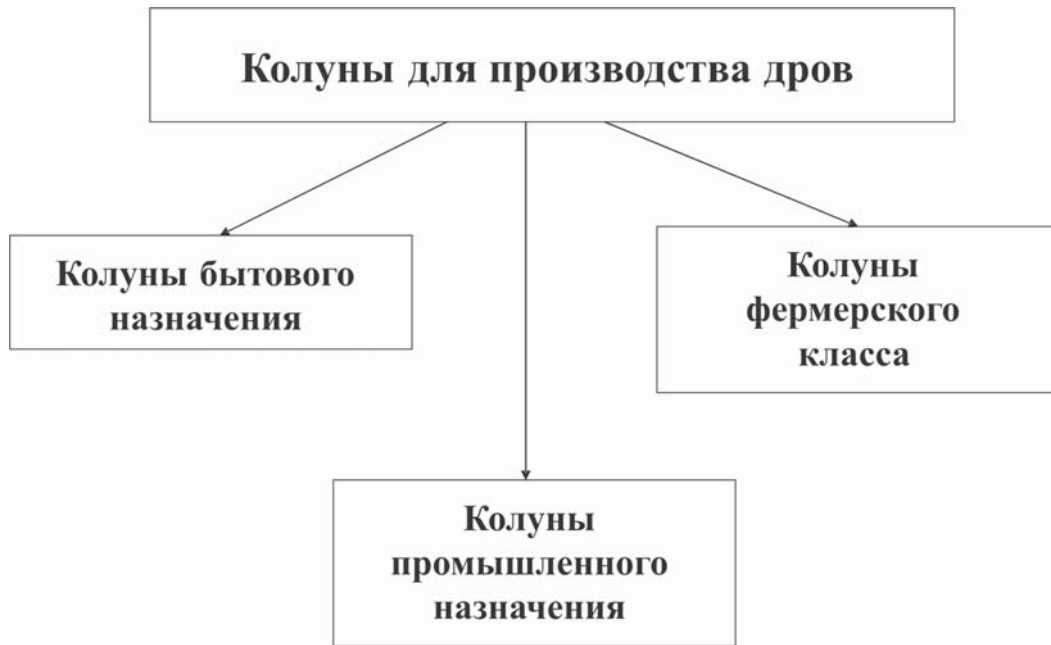 Колуны для производства дров
Колуны бытового
назначения
Колуны
фермерского
класса
Колуны
промышленного
назначения